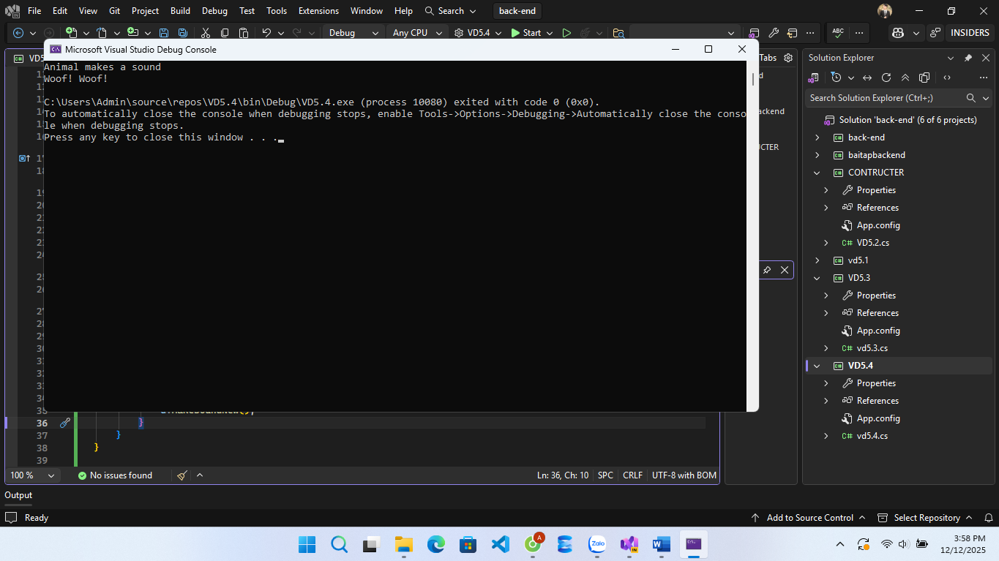 File Edit View Git Project Build Debug Test Tools Extensions Window Help Search back-end
Debug Any CPU VD5.4 Start ABC INSIDERS
Microsoft Visual Studio Debug Console
Animal makes a sound
Woof! Woof!
C:\Users\Admin\source\repos\VD5.4\bin\Debug\VD5.4.exe (process 10080) exited with code 0 (0x0).
To automatically close the console when debugging stops, enable Tools->Options->Debugging->Automatically close the conso
le when debugging stops.
Press any key to close this window . . .
Tabs
Solution Explorer
Search Solution Explorer (Ctrl+;)
Solution 'back-end' (6 of 6 projects)
back-end
baitapbackend
CONTRUCTER
Properties
References
App.config
C# VD5.2.cs
vd5.1
VD5.3
Properties
References
App.config
C# vd5.3.cs
VD5.4
Properties
References
App.config
C# vd5.4.cs
35
36 }
37 }
38 }
39
100 % No issues found Ln: 36, Ch: 10 SPC CRLF UTF-8 with BOM
Output
Ready Add to Source Control Select Repository
Zalo
3:58 PM
12/12/2025